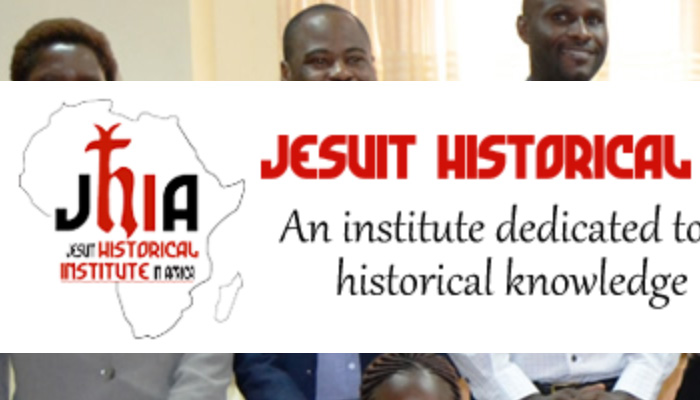 JHIA
JESUIT HISTORICAL
INSTITUTE IN AFRICA
JESUIT HISTORICAL
An institute dedicated to
historical knowledge